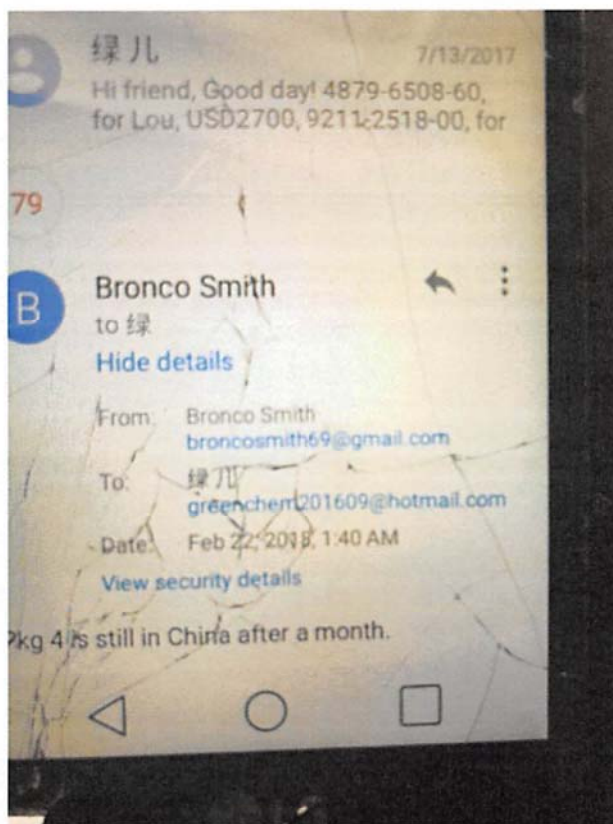 绿儿
7/13/2017
Hi friend, Good day! 4879-6508-60,
for Lou, USD2700, 9211-2518-00, for
79
B
Bronco Smith
to 绿
Hide details
From: Bronco Smith
broncosmith69@gmail.com
To: 绿儿
greenchem201609@hotmail.com
Date: Feb 22, 2018, 1:40 AM
View security details
4 is still in China after a month.